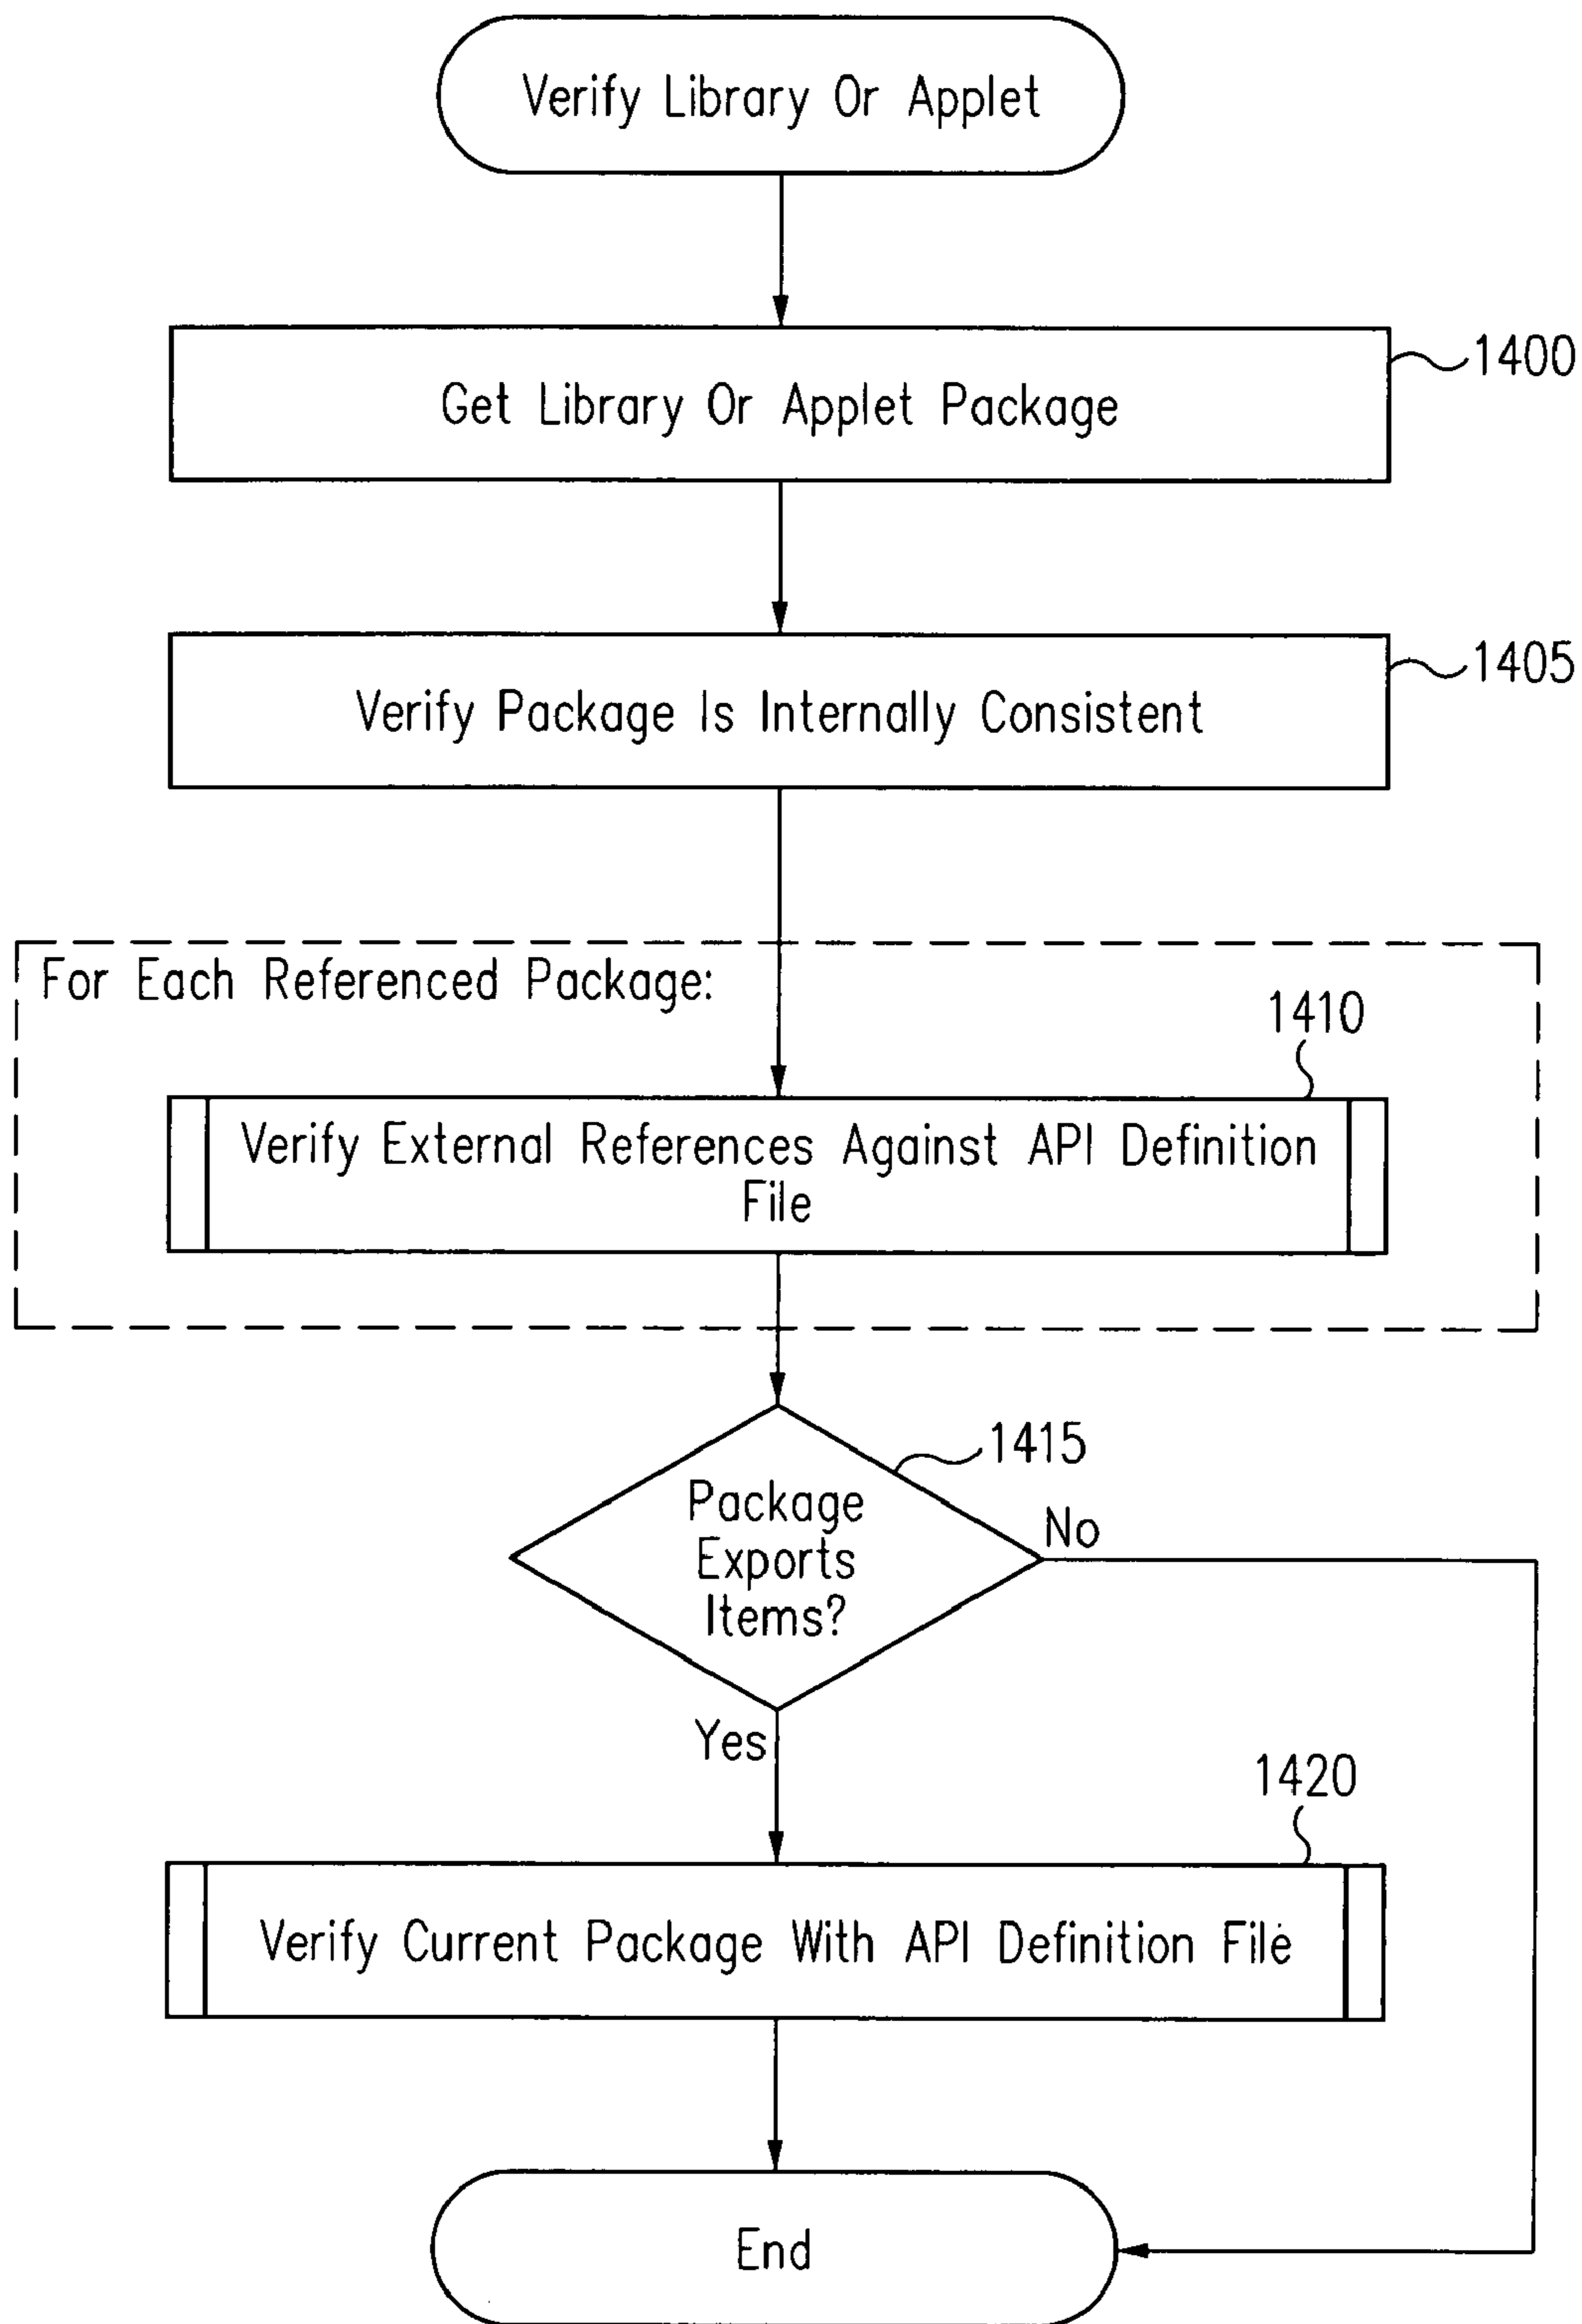 Verify Library Or Applet
1400
Get Library Or Applet Package
1405
Verify Package Is Internally Consistent
For Each Referenced Package:
1410
Verify External References Against API Definition
File
1415
Package
Exports
Items?
No
Yes
1420
Verify Current Package With API Definition File
End